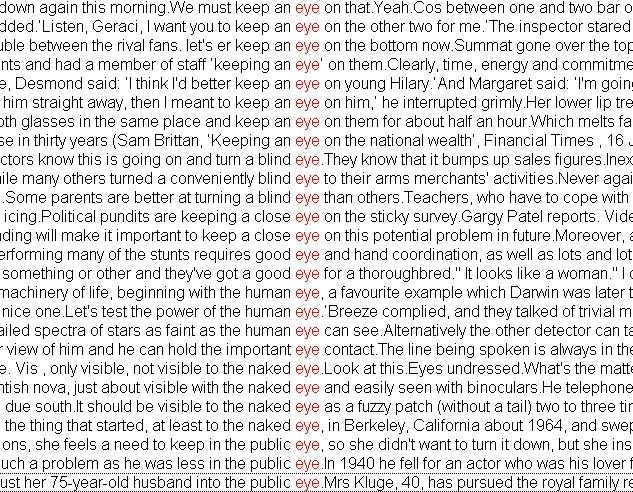 down again this morning.We must keep an eye on that.Yeah.Cos between one and two bar o
dded.'Listen, Geraci, I want you to keep an eye on the other two for me.'The inspector stared
uble between the rival fans. let's er keep an eye on the bottom now.Summat gone over the top
nts and had a member of staff 'keeping an eye' on them.Clearly, time, energy and commitme
e, Desmond said: 'I think I'd better keep an eye on young Hilary.'And Margaret said: 'I'm going
him straight away, then I meant to keep an eye on him,' he interrupted grimly.Her lower lip tre
oth glasses in the same place and keep an eye on them for about half an hour.Which melts fa
se in thirty years (Sam Brittan, 'Keeping an eye on the national wealth', Financial Times , 16 J
ctors know this is going on and turn a blind eye.They know that it bumps up sales figures.Inex
hile many others turned a conveniently blind eye to their arms merchants' activities.Never agai
.Some parents are better at turning a blind eye than others.Teachers, who have to cope with
icing.Political pundits are keeping a close eye on the sticky survey.Gargy Patel reports. Vide
nding will make it important to keep a close eye on this potential problem in future.Moreover, a
erforming many of the stunts requires good eye and hand coordination, as well as lots and lot
something or other and they've got a good eye for a thoroughbred." It looks like a woman." I c
machinery of life, beginning with the human eye, a favourite example which Darwin was later t
nice one.Let's test the power of the human eye.'Breeze complied, and they talked of trivial m
ailed spectra of stars as faint as the human eye can see.Alternatively the other detector can ta
r view of him and he can hold the important eye contact.The line being spoken is always in the
e. Vis , only visible, not visible to the naked eye.Look at this.Eyes undressed.What's the matte
ntish nova, just about visible with the naked eye and easily seen with binoculars.He telephone
due south.It should be visible to the naked eye as a fuzzy patch (without a tail) two to three tir
the thing that started, at least to the naked eye, in Berkeley, California about 1964, and swep
ons, she feels a need to keep in the public eye, so she didn't want to turn it down, but she ins
uch a problem as he was less in the public eye.In 1940 he fell for an actor who was his lover f
ust her 75-year-old husband into the public eye.Mrs Kluge, 40, has pursued the royal family re